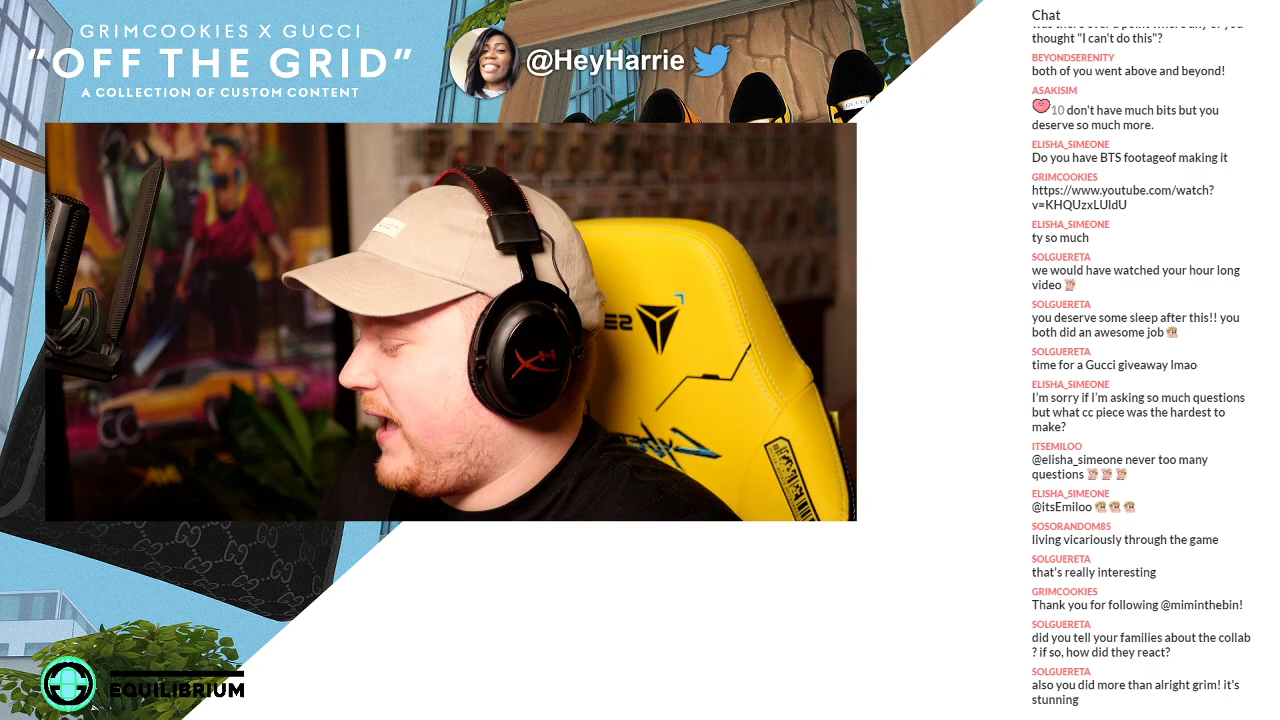 GRIMCOOKIES X GUCCI
“OFF THE GRID”
A COLLECTION OF CUSTOM CONTENT
@HeyHarrie
GUCCI
EQUILIBRIUM
Chat
thought "I can't do this"?
BEYONDSERENITY
both of you went above and beyond!
ASAKISIM
10 don't have much bits but you
deserve so much more.
ELISHA_SIMEONE
Do you have BTS footageof making it
GRIMCOOKIES
https://www.youtube.com/watch?
v=KHQUzxLUIdU
ELISHA_SIMEONE
ty so much
SOLGUERETA
we would have watched your hour long
video
SOLGUERETA
you deserve some sleep after this!! you
both did an awesome job
SOLGUERETA
time for a Gucci giveaway lmao
ELISHA_SIMEONE
I'm sorry if I'm asking so much questions
but what cc piece was the hardest to
make?
ITSEMILOO
@elisha_simeone never too many
questions
ELISHA_SIMEONE
@itsEmiloo
SOSORANDOM85
living vicariously through the game
SOLGUERETA
that's really interesting
GRIMCOOKIES
Thank you for following @miminthebin!
SOLGUERETA
did you tell your families about the collab
? if so, how did they react?
SOLGUERETA
also you did more than alright grim! it's
stunning